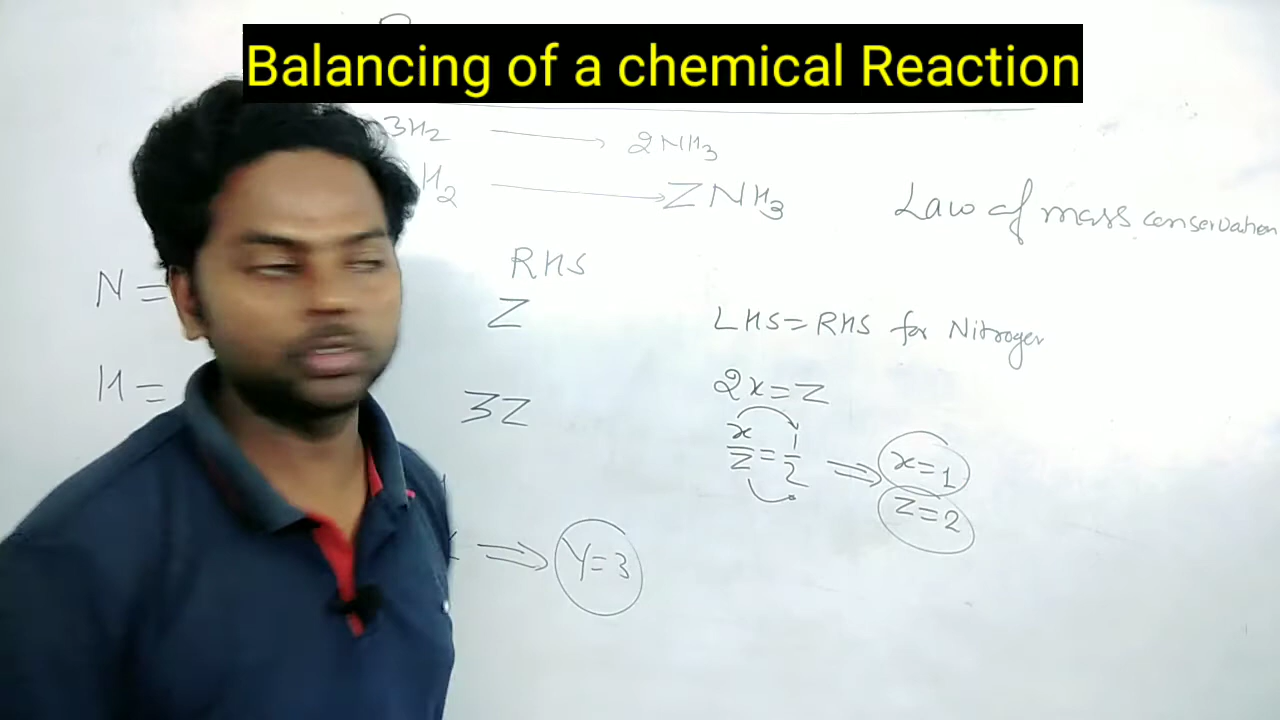 Balancing of a chemical Reaction
3H2 → 2NH3
H2 → ZNH3
Law of mass conservation
RHS
N = Z
LHS = RHS for Nitrogen
H = 3Z
2x = Z
x/Z = 1/2 ⇒ x = 1
Z = 2
⇒ Y = 3